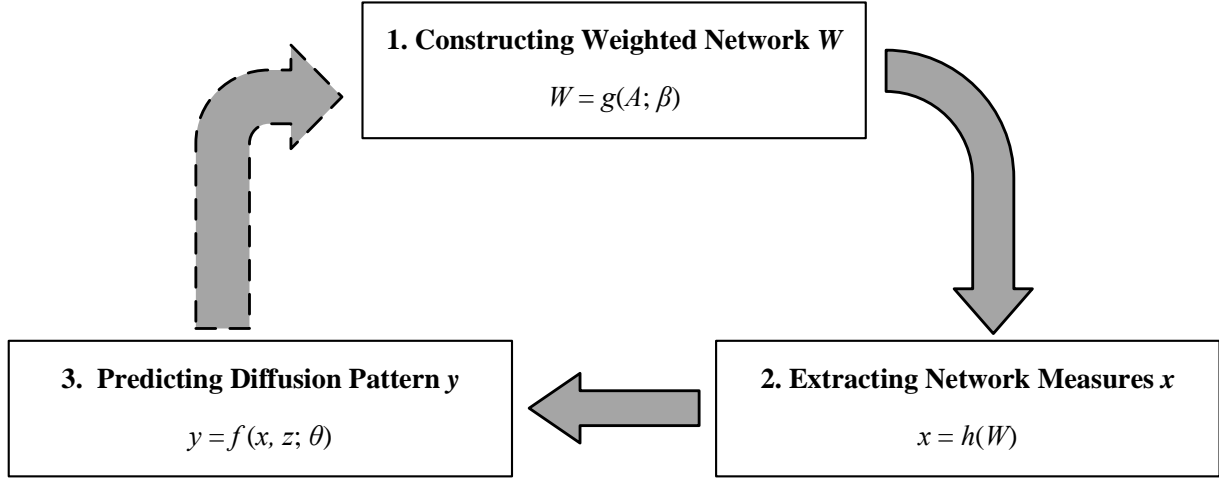 1. Constructing Weighted Network W
W = g(A; β)
3. Predicting Diffusion Pattern y
y = f (x, z; θ)
2. Extracting Network Measures x
x = h(W)